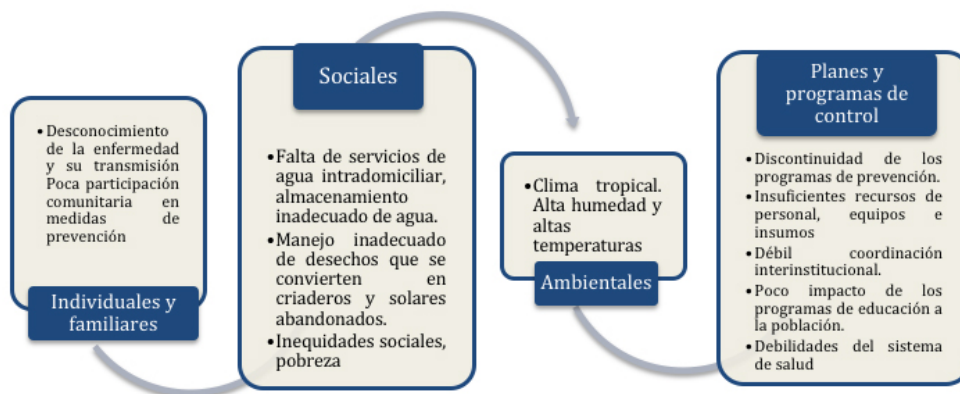 • Desconocimiento
de la enfermedad
y su transmisión
Poca participación
comunitaria en
medidas de
prevención
Individuales y
familiares
Sociales
• Falta de servicios de
agua intradomiciliar,
almacenamiento
inadecuado de agua.
• Manejo inadecuado
de desechos que se
convierten en
criaderos y solares
abandonados.
• Inequidades sociales,
pobreza
• Clima tropical.
Alta humedad y
altas
temperaturas
Ambientales
Planes y
programas de
control
• Discontinuidad de los
programas de prevención.
• Insuficientes recursos de
personal, equipos e
insumos
• Débil coordinación
interinstitucional.
• Poco impacto de los
programas de educación a
la población.
• Debilidades del sistema
de salud